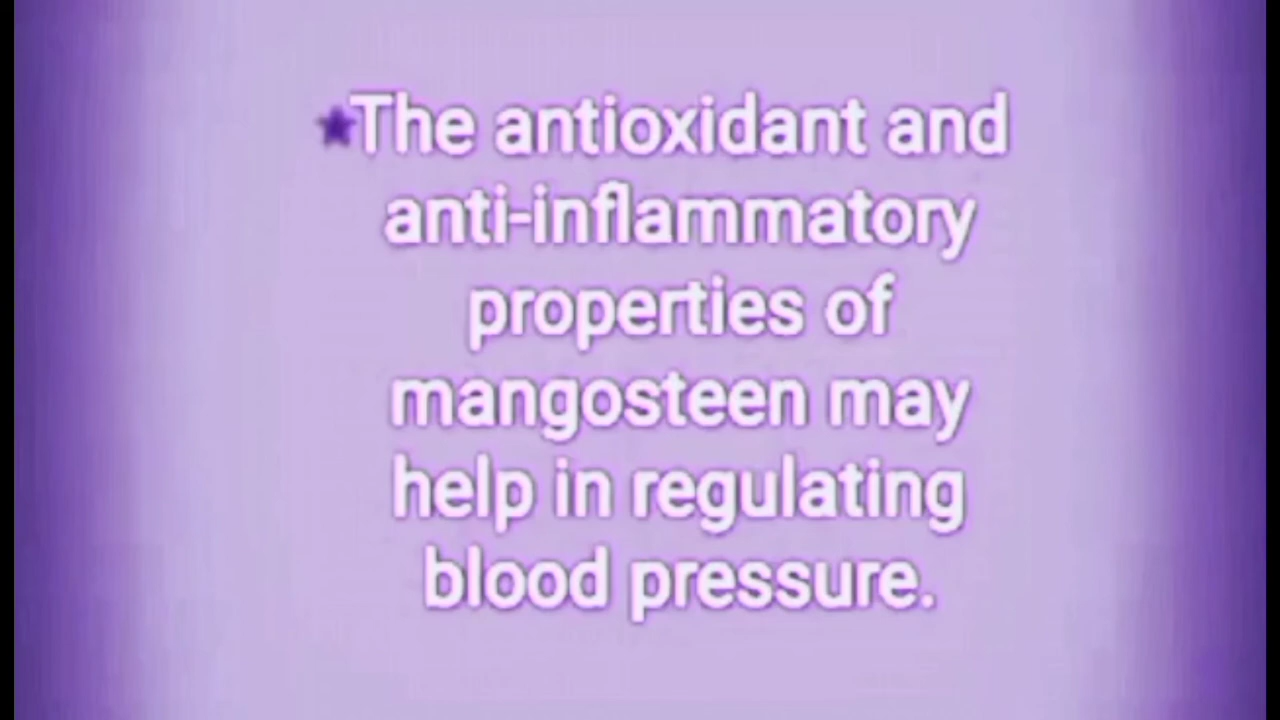 ★The antioxidant and
anti-inflammatory
properties of
mangosteen may
help in regulating
blood pressure.